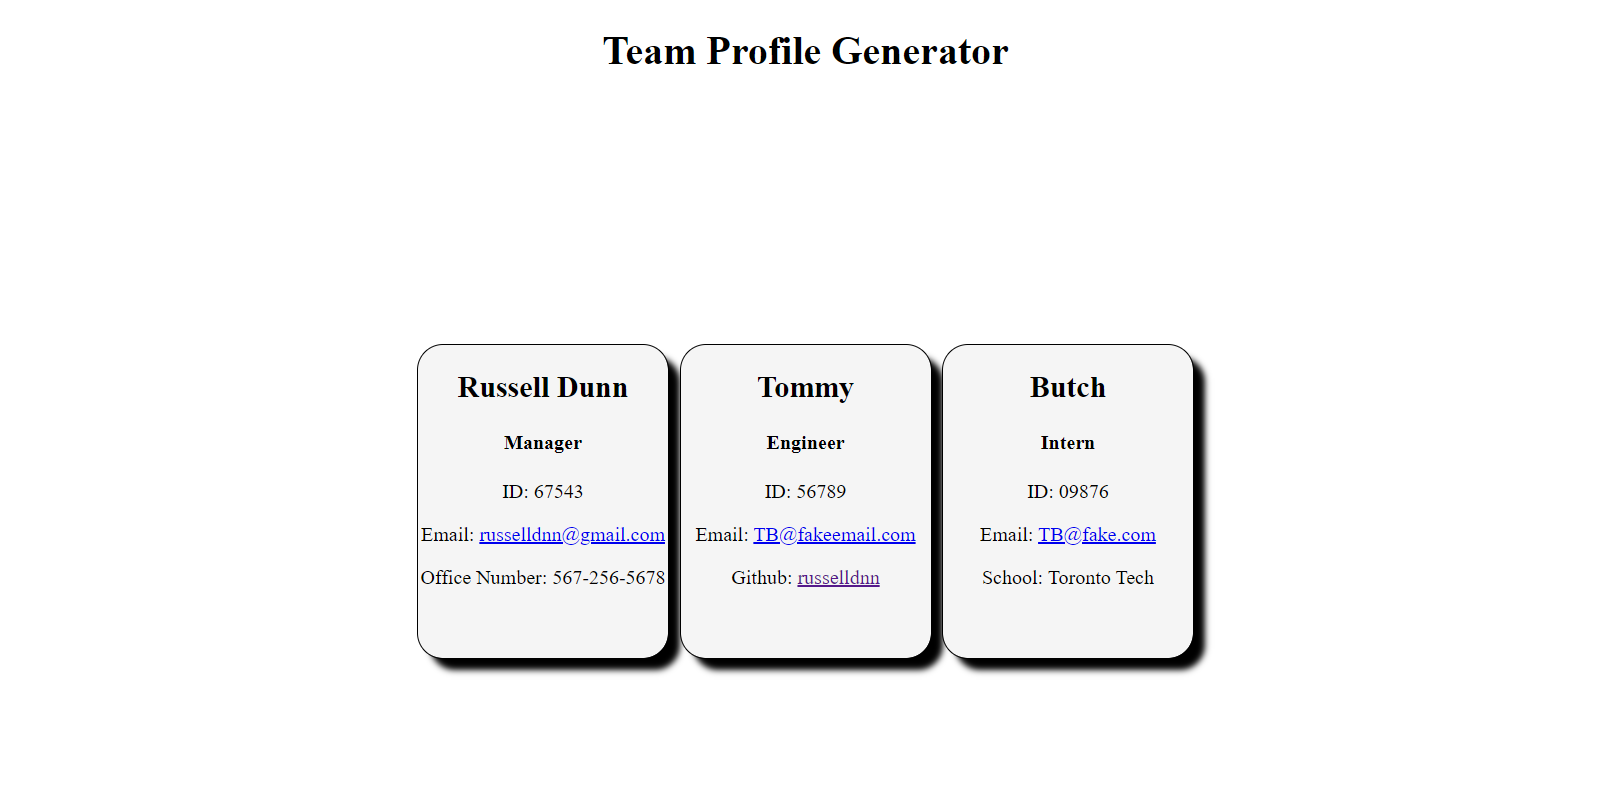 Team Profile Generator
Russell Dunn
Manager
ID: 67543
Email: russelldnn@gmail.com
Office Number: 567-256-5678
Tommy
Engineer
ID: 56789
Email: TB@fakeemail.com
Github: russelldnn
Butch
Intern
ID: 09876
Email: TB@fake.com
School: Toronto Tech